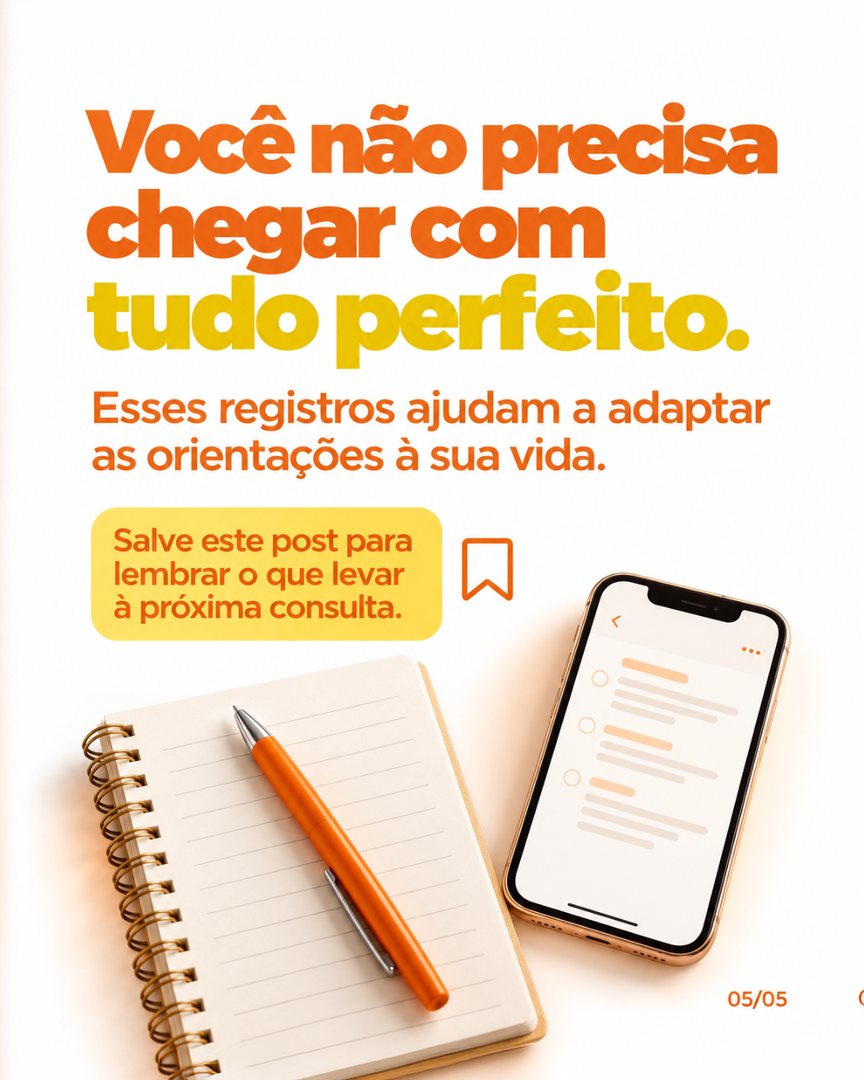 Você não precisa
chegar com
tudo perfeito.
Esses registros ajudam a adaptar
as orientações à sua vida.
Salve este post para
lembrar o que levar
à próxima consulta.
05/05